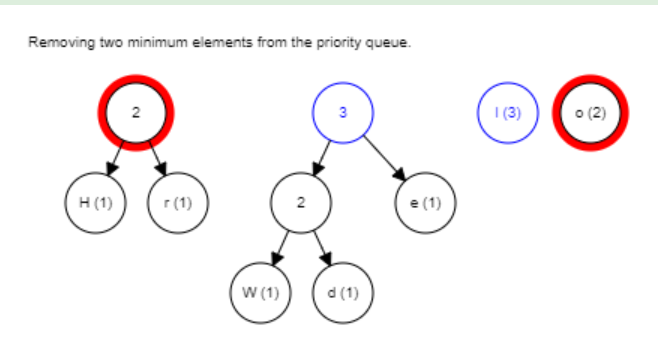 Removing two minimum elements from the priority queue.
2 3 l (3) o (2)
H (1) r (1) 2 e (1)
W (1) d (1)